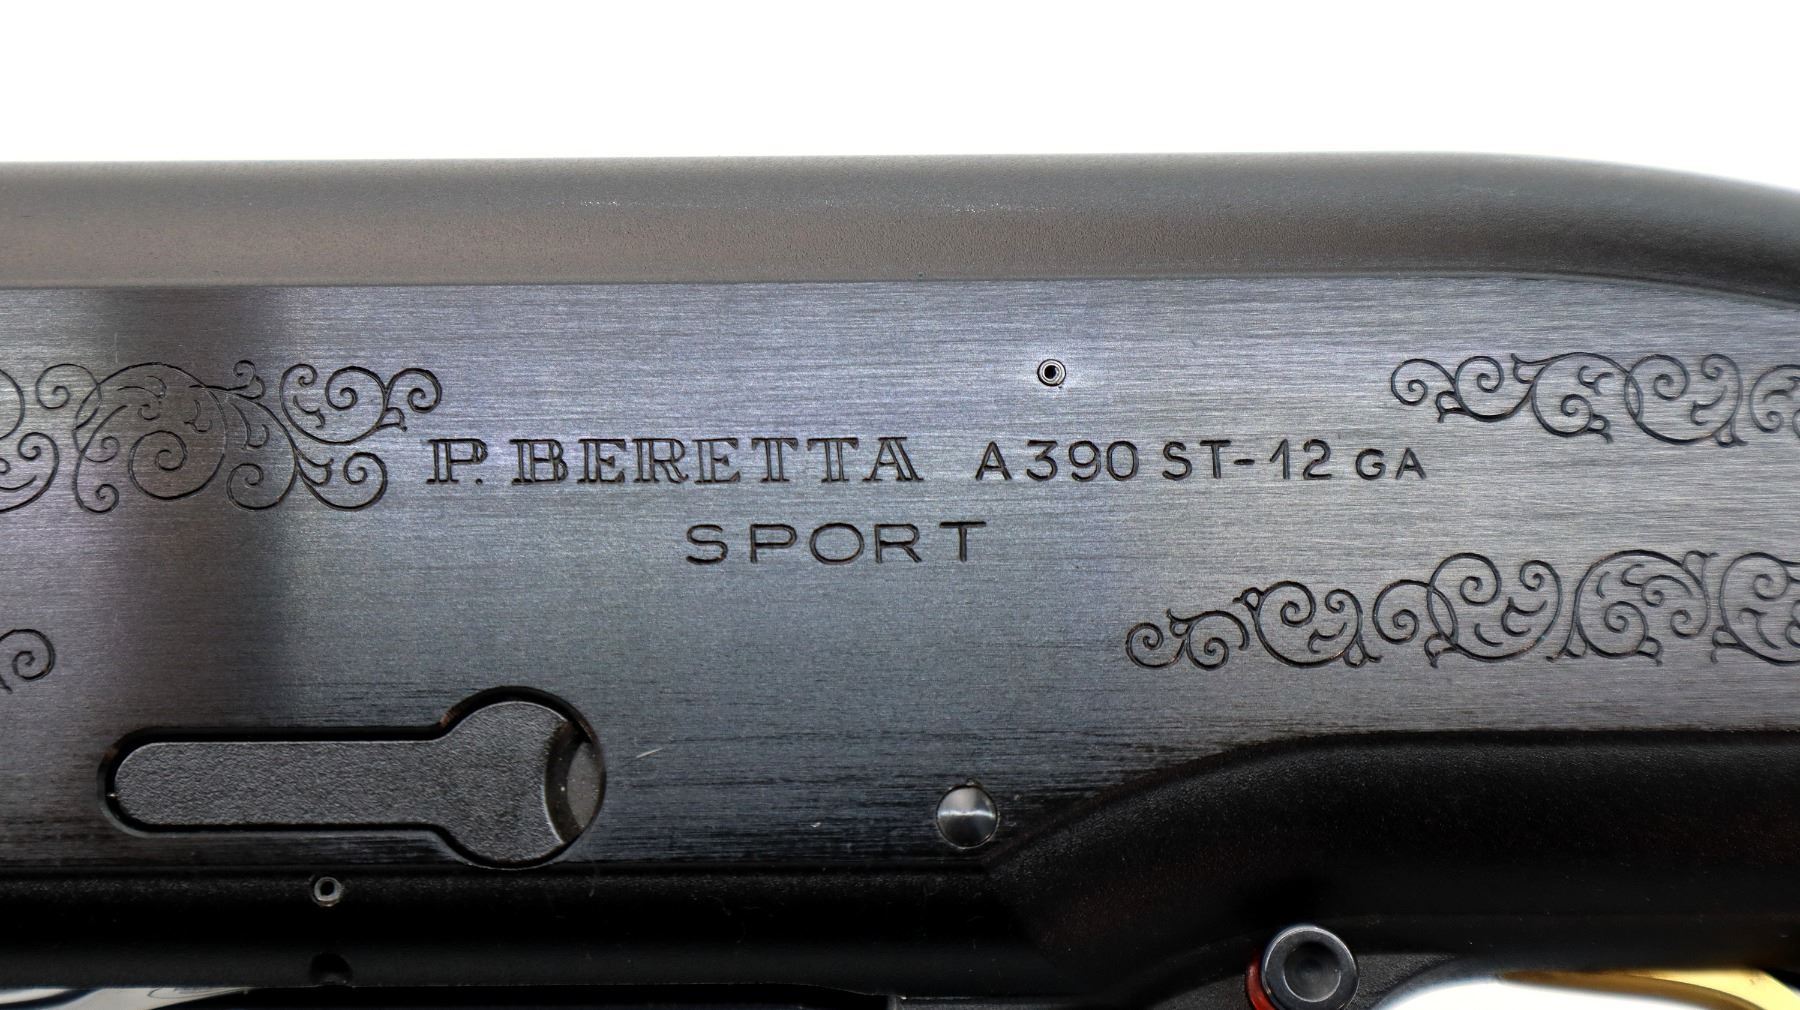 P. BERETTA A390 ST-12 GA
SPORT